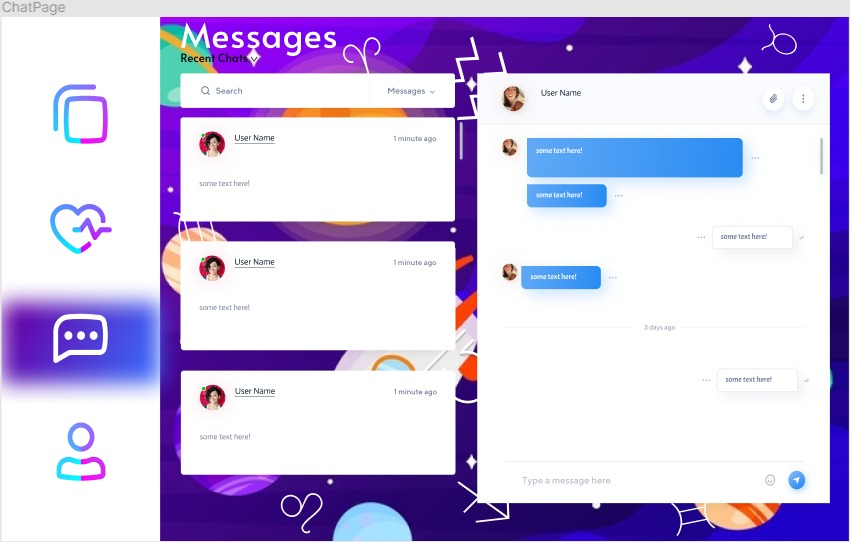 ChatPage
Messages
Recent Chats
Search
Messages
User Name
1 minute ago
some text here!
User Name
1 minute ago
some text here!
User Name
1 minute ago
some text here!
User Name
some text here!
some text here!
some text here!
some text here!
3 days ago
some text here!
Type a message here